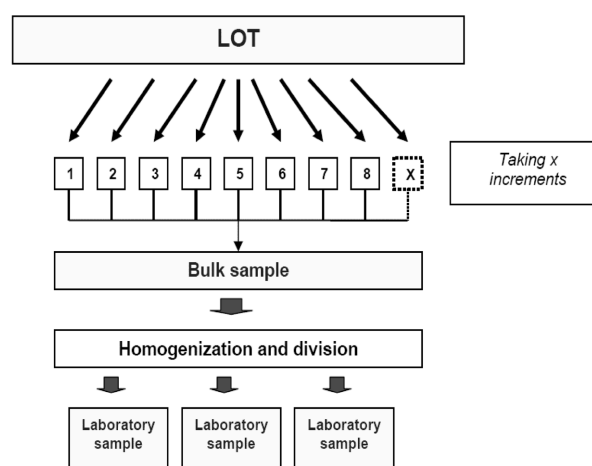 LOT
1 2 3 4 5 6 7 8 X
Taking x
increments
Bulk sample
Homogenization and division
Laboratory
sample
Laboratory
sample
Laboratory
sample